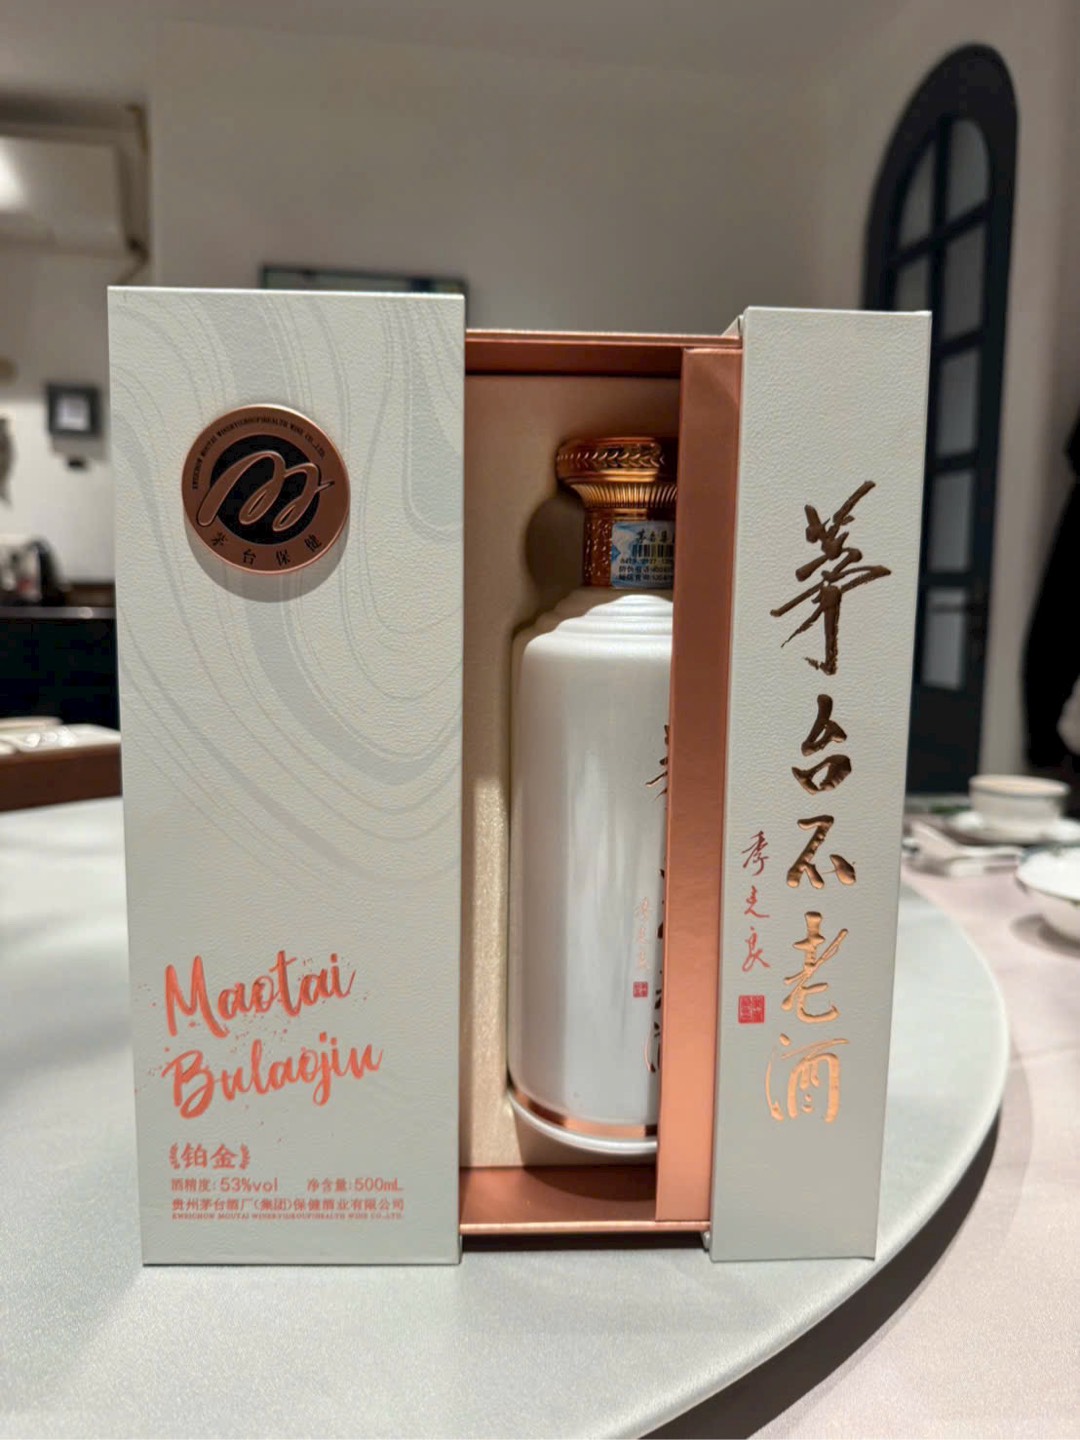 KWEICHOW MOUTAI WINERY(GROUP)HEALTH WINE CO.,LTD.
M
茅台保健
Maotai
Bulaojiu
《铂金》
酒精度:53%vol 净含量:500mL
贵州茅台酒厂(集团)保健酒业有限公司
KWEICHOW MOUTAI WINERY(GROUP)HEALTH WINE CO.,LTD.
茅台
茅台不老酒
季克良